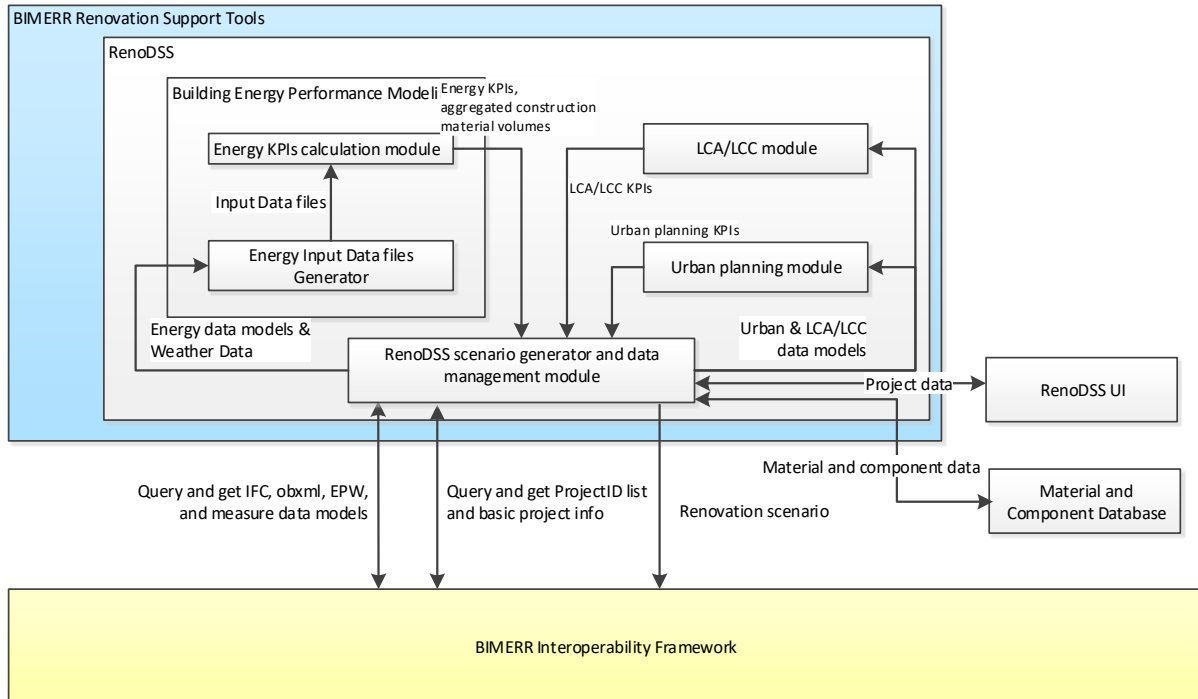 BIMERR Renovation Support Tools
RenoDSS
Building Energy Performance Modeli
Energy KPIs,
aggregated construction
material volumes
Energy KPIs calculation module
LCA/LCC module
Input Data files
LCA/LCC KPIs
Urban planning KPIs
Energy Input Data files
Generator
Urban planning module
Energy data models &
Weather Data
Urban & LCA/LCC
data models
RenoDSS scenario generator and data
management module
Project data
RenoDSS UI
Material and component data
Query and get IFC, obxml, EPW,
and measure data models
Query and get ProjectID list
and basic project info
Renovation scenario
Material and
Component Database
BIMERR Interoperability Framework